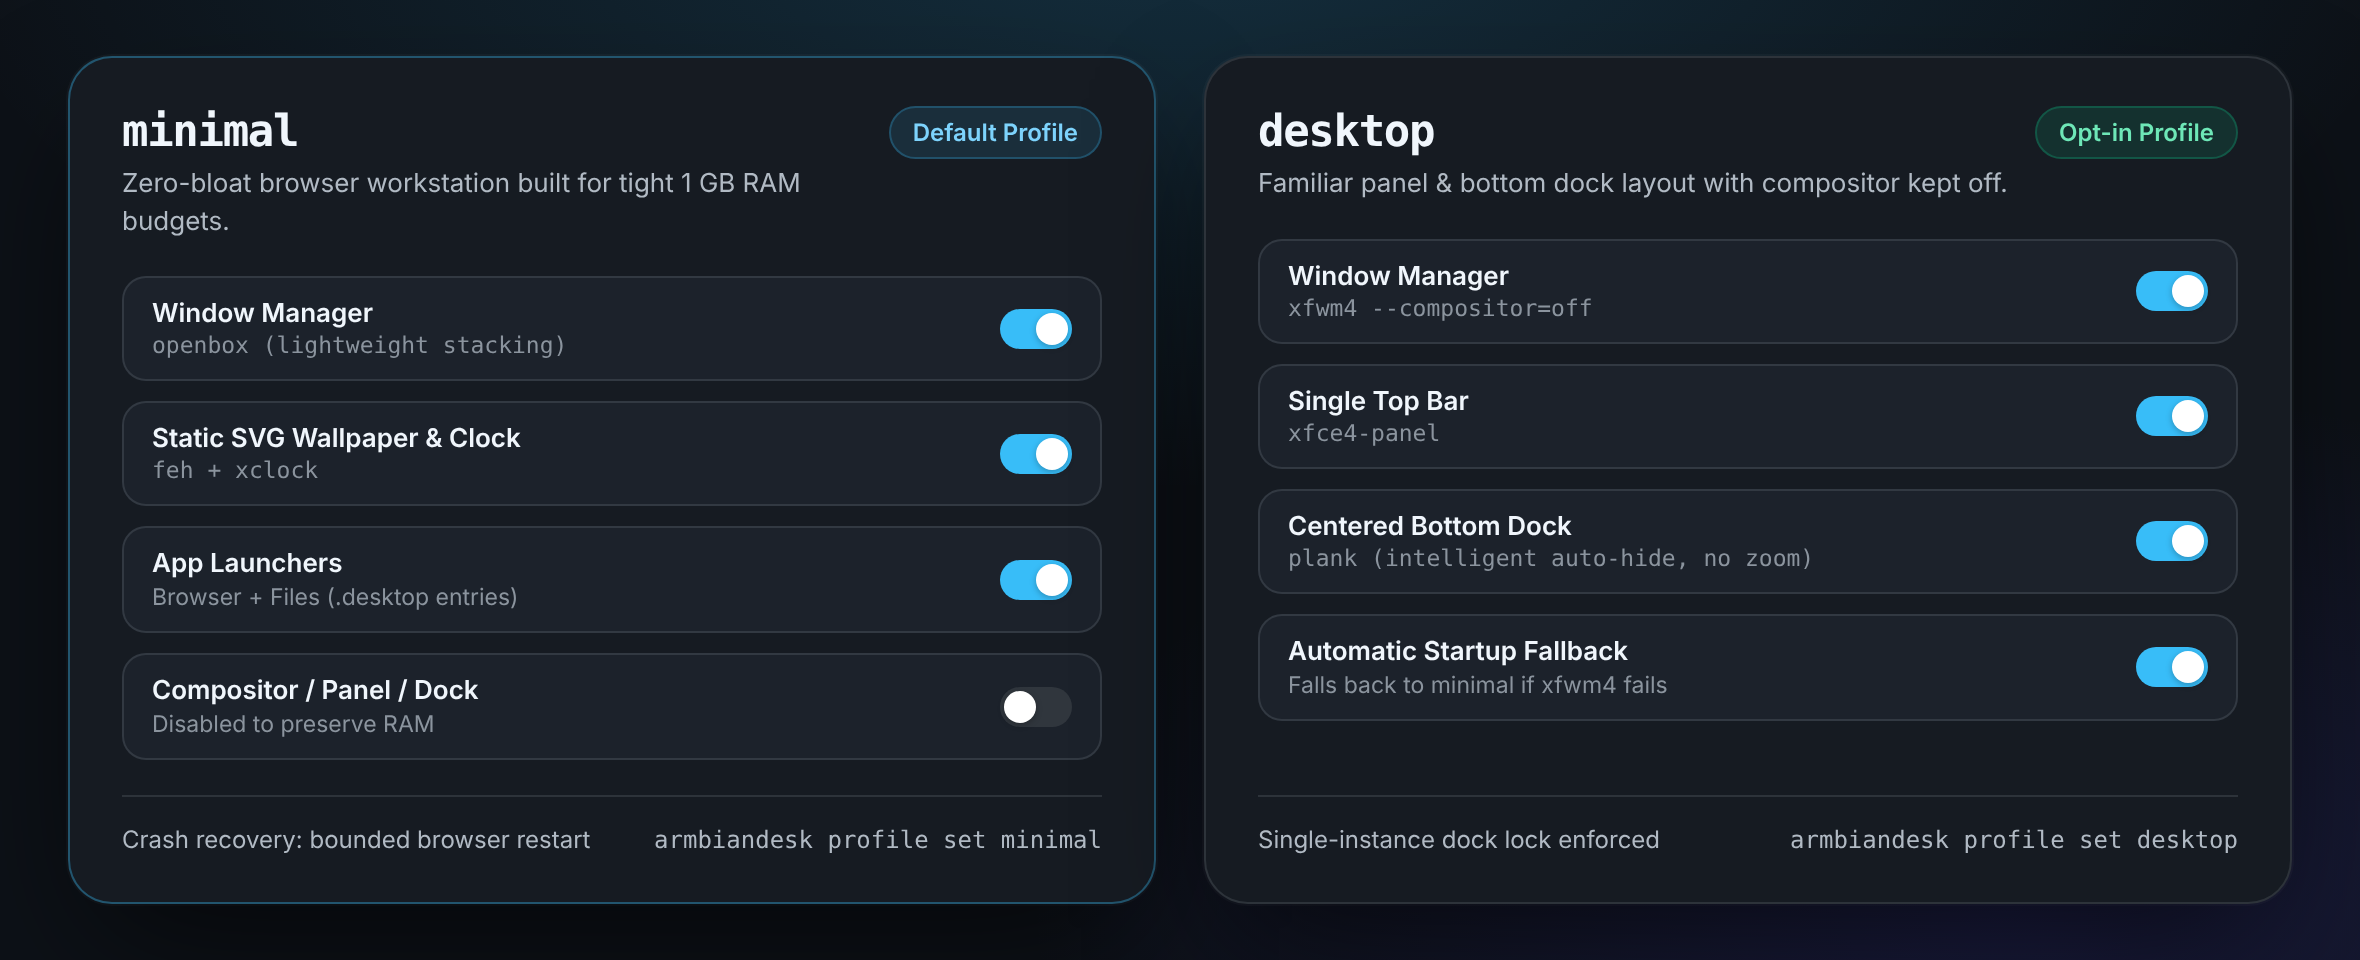 minimal
Default Profile
Zero-bloat browser workstation built for tight 1 GB RAM
budgets.
Window Manager
openbox (lightweight stacking)
Static SVG Wallpaper & Clock
feh + xclock
App Launchers
Browser + Files (.desktop entries)
Compositor / Panel / Dock
Disabled to preserve RAM
Crash recovery: bounded browser restart
armbiandesk profile set minimal
desktop
Opt-in Profile
Familiar panel & bottom dock layout with compositor kept off.
Window Manager
xfwm4 --compositor=off
Single Top Bar
xfce4-panel
Centered Bottom Dock
plank (intelligent auto-hide, no zoom)
Automatic Startup Fallback
Falls back to minimal if xfwm4 fails
Single-instance dock lock enforced
armbiandesk profile set desktop